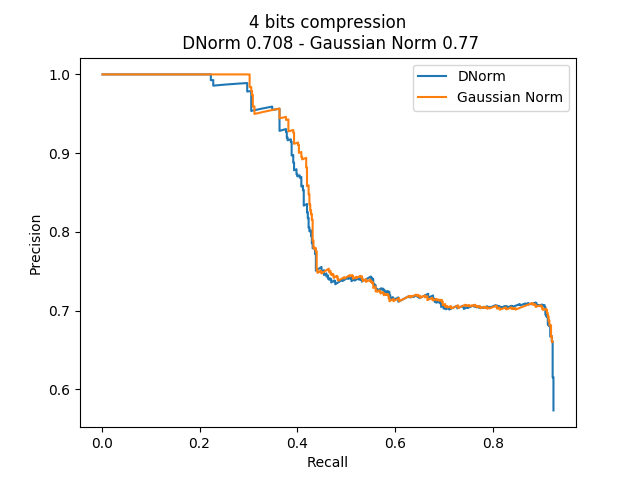 4 bits compression
DNorm 0.708 - Gaussian Norm 0.77
DNorm
Gaussian Norm
1.0
0.9
0.8
0.7
0.6
Precision
0.0 0.2 0.4 0.6 0.8
Recall